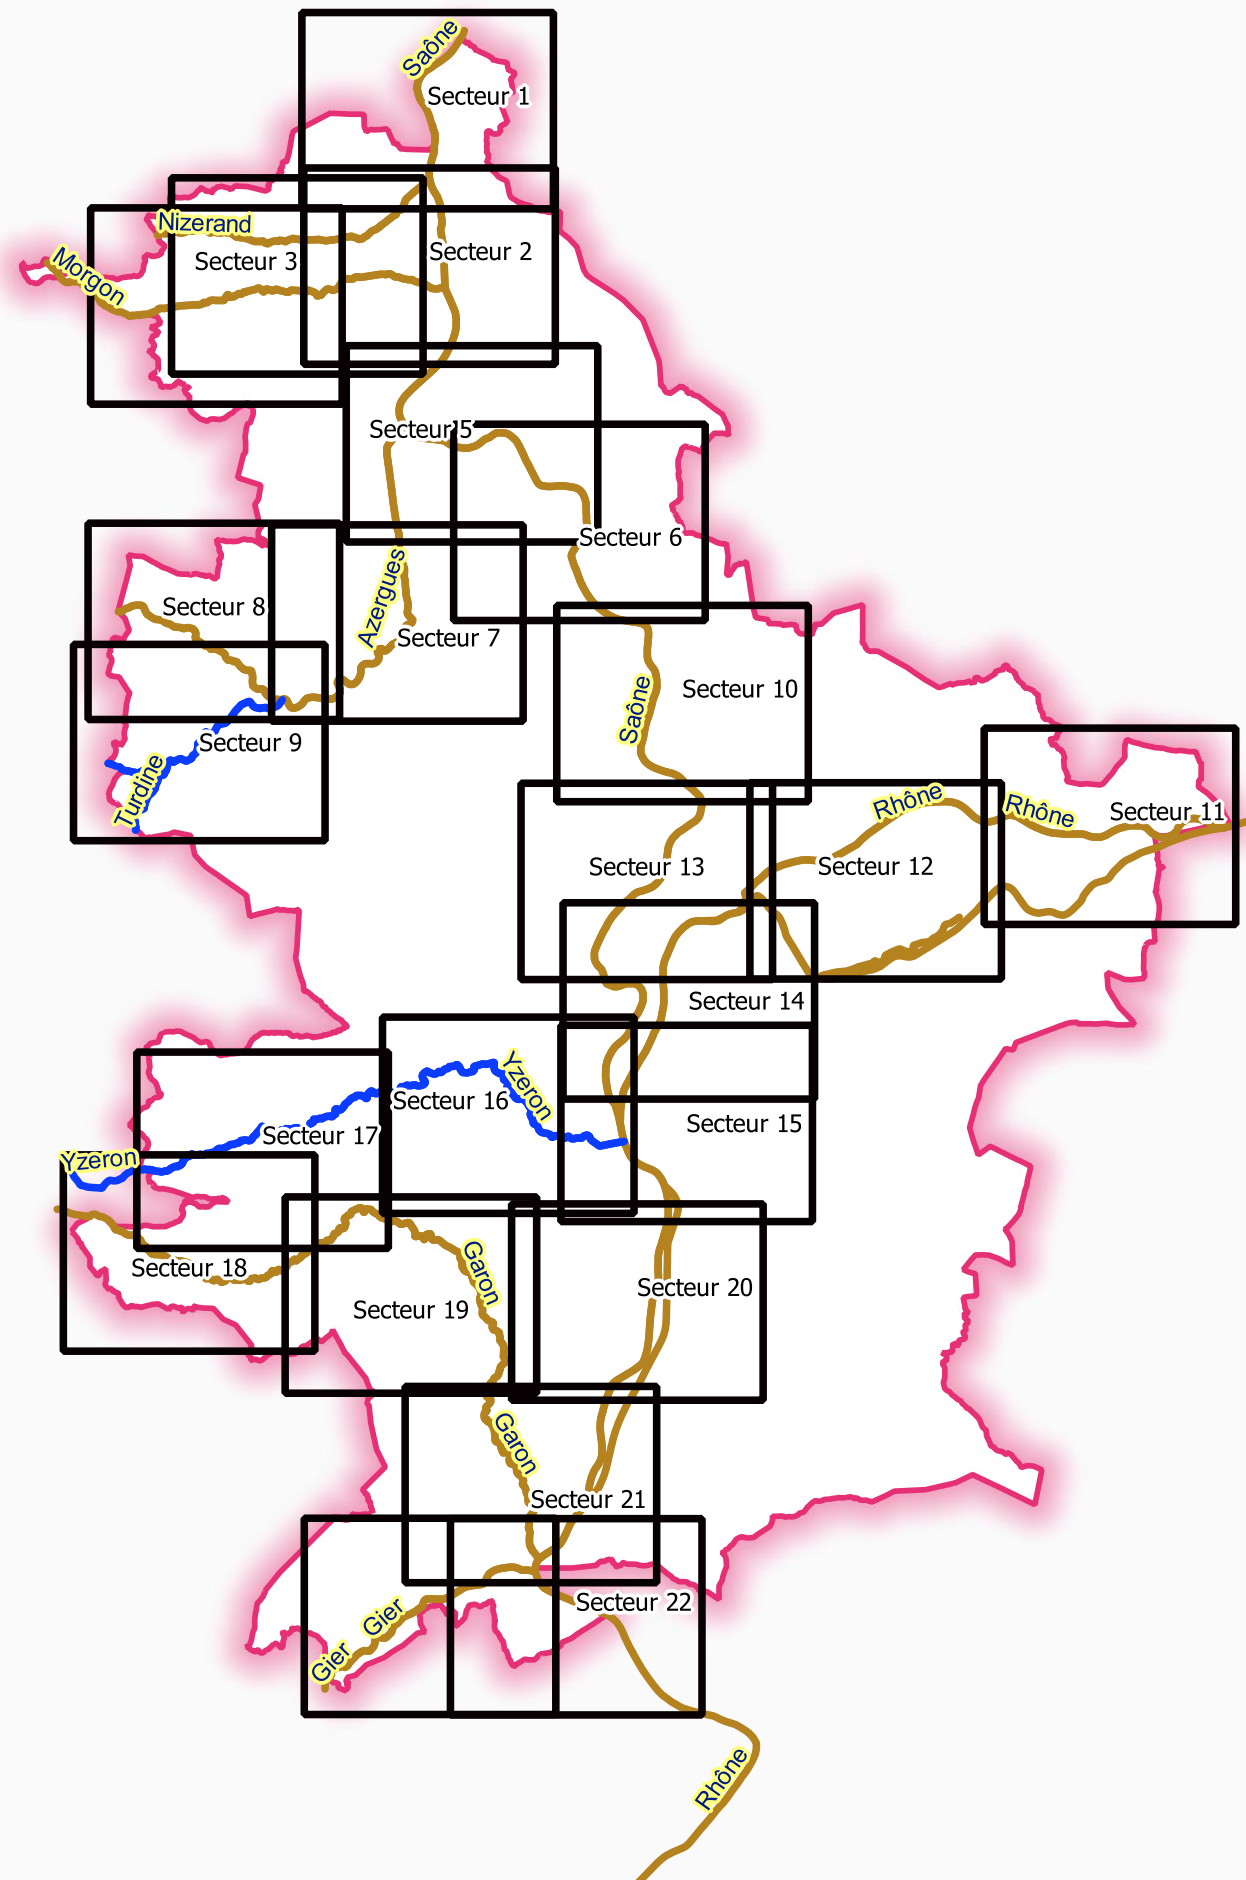 Saône
Secteur 1
Nizerand
Secteur 2
Secteur 3
Morgon
Secteur 5
Secteur 6
Azergues
Secteur 8
Secteur 7
Saône
Secteur 10
Secteur 9
Turdine
Rhône
Rhône
Secteur 11
Secteur 13
Secteur 12
Secteur 14
Yzeron
Secteur 16
Secteur 15
Secteur 17
Yzeron
Secteur 18
Garon
Secteur 20
Secteur 19
Garon
Secteur 21
Secteur 22
Gier
Gier
Rhône